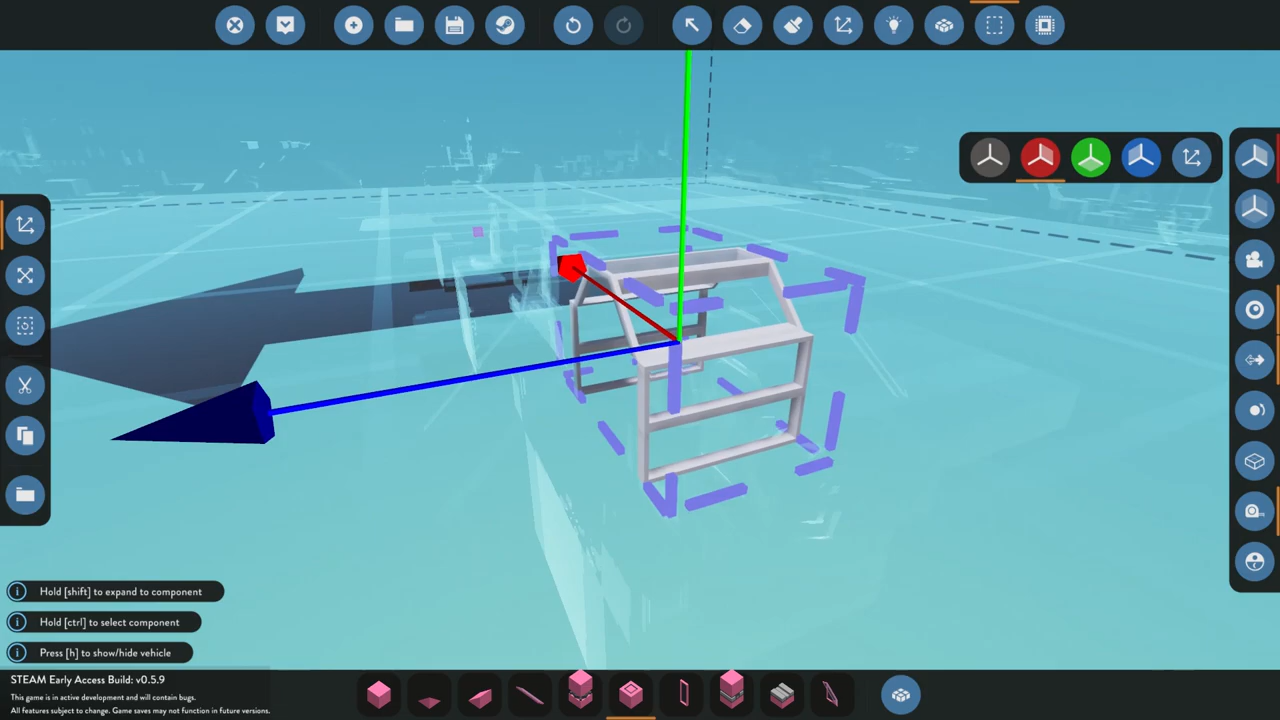 Hold [shift] to expand to component
Hold [ctrl] to select component
Press [h] to show/hide vehicle
STEAM Early Access Build: v0.5.9
This game is in active development and will contain bugs.
All features subject to change. Game saves may not function in future versions.